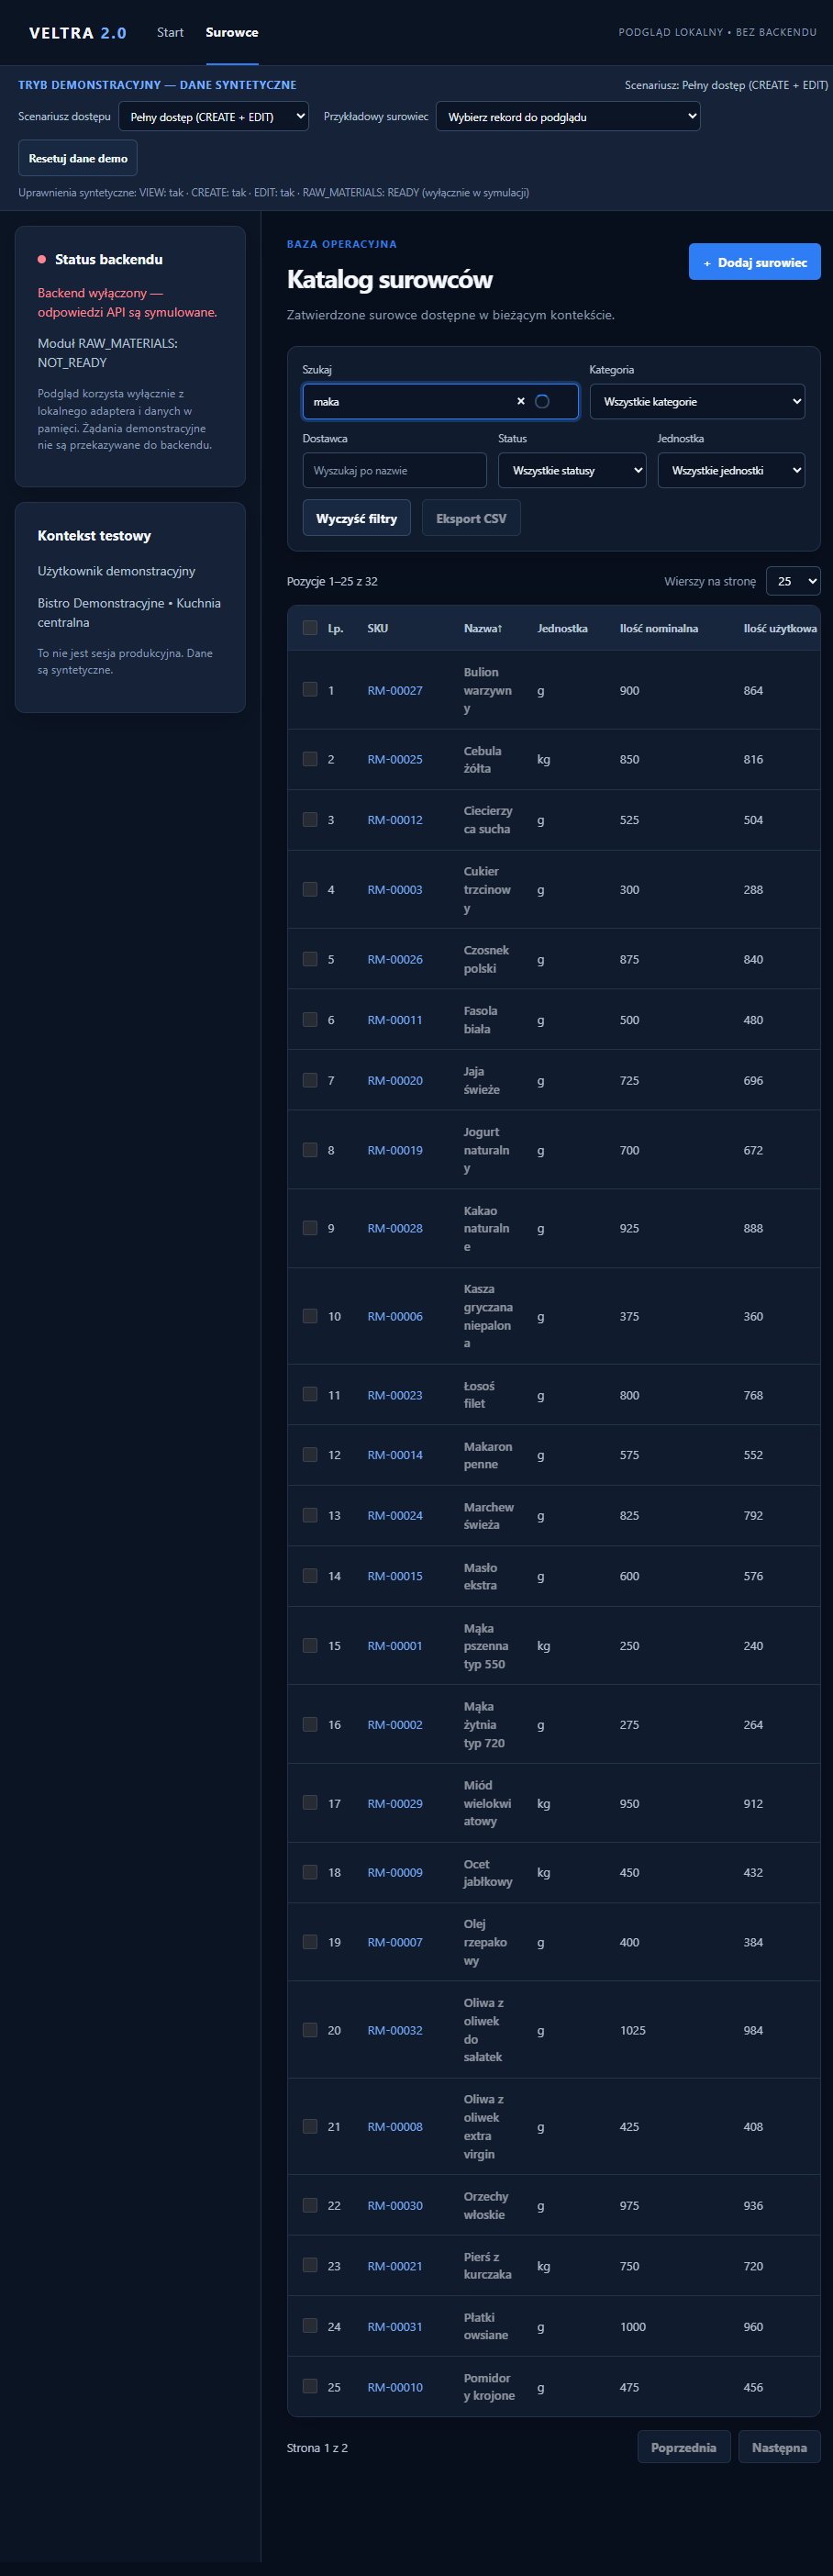 VELTRA 2.0 Start Surowce PODGLĄD LOKALNY • BEZ BACKENDU
TRYB DEMONSTRACYJNY — DANE SYNTETYCZNE Scenariusz: Pełny dostęp (CREATE + EDIT)
Scenariusz dostępu Pełny dostęp (CREATE + EDIT) Przykładowy surowiec Wybierz rekord do podglądu
Resetuj dane demo
Uprawnienia syntetyczne: VIEW: tak · CREATE: tak · EDIT: tak · RAW_MATERIALS: READY (wyłącznie w symulacji)
Status backendu
Backend wyłączony —
odpowiedzi API są symulowane.
Moduł RAW_MATERIALS:
NOT_READY
Podgląd korzysta wyłącznie z
lokalnego adaptera i danych w
pamięci. Żądania demonstracyjne
nie są przekazywane do backendu.
Kontekst testowy
Użytkownik demonstracyjny
Bistro Demonstracyjne • Kuchnia
centralna
To nie jest sesja produkcyjna. Dane
są syntetyczne.
BAZA OPERACYJNA
Katalog surowców
+ Dodaj surowiec
Zatwierdzone surowce dostępne w bieżącym kontekście.
Szukaj Kategoria
maka × Wszystkie kategorie
Dostawca Status Jednostka
Wyszukaj po nazwie Wszystkie statusy Wszystkie jednostki
Wyczyść filtry Eksport CSV
Pozycje 1–25 z 32 Wierszy na stronę 25
Lp. SKU Nazwa↑ Jednostka Ilość nominalna Ilość użytkowa
1 RM-00027 Bulion
warzywn
y g 900 864
2 RM-00025 Cebula
żółta kg 850 816
3 RM-00012 Ciecierzy
ca sucha g 525 504
4 RM-00003 Cukier
trzcinow
y g 300 288
5 RM-00026 Czosnek
polski g 875 840
6 RM-00011 Fasola
biała g 500 480
7 RM-00020 Jaja
świeże g 725 696
8 RM-00019 Jogurt
naturaln
y g 700 672
9 RM-00028 Kakao
naturaln
e g 925 888
10 RM-00006 Kasza
gryczana
niepalon
a g 375 360
11 RM-00023 Łosoś
filet g 800 768
12 RM-00014 Makaron
penne g 575 552
13 RM-00024 Marchew
świeża g 825 792
14 RM-00015 Masło
ekstra g 600 576
15 RM-00001 Mąka
pszenna
typ 550 kg 250 240
16 RM-00002 Mąka
żytnia
typ 720 g 275 264
17 RM-00029 Miód
wielokwi
atowy kg 950 912
18 RM-00009 Ocet
jabłkowy kg 450 432
19 RM-00007 Olej
rzepako
wy g 400 384
20 RM-00032 Oliwa z
oliwek
do
sałatek g 1025 984
21 RM-00008 Oliwa z
oliwek
extra
virgin g 425 408
22 RM-00030 Orzechy
włoskie g 975 936
23 RM-00021 Pierś z
kurczaka kg 750 720
24 RM-00031 Płatki
owsiane g 1000 960
25 RM-00010 Pomidor
y krojone g 475 456
Strona 1 z 2 Poprzednia Następna